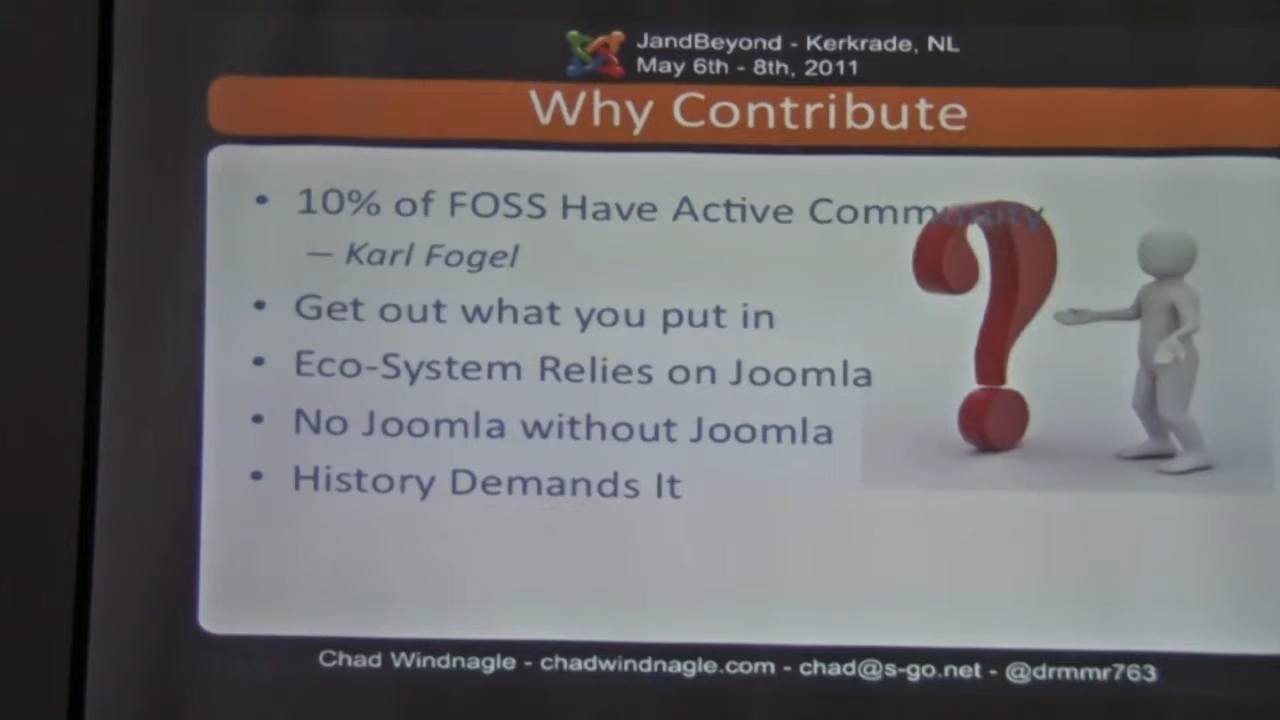 JandBeyond - Kerkrade, NL
May 6th - 8th, 2011
Why Contribute
• 10% of FOSS Have Active Community
– Karl Fogel
• Get out what you put in
• Eco-System Relies on Joomla
• No Joomla without Joomla
• History Demands It
Chad Windnagle - chadwindnagle.com - chad@s-go.net - @drmmr763